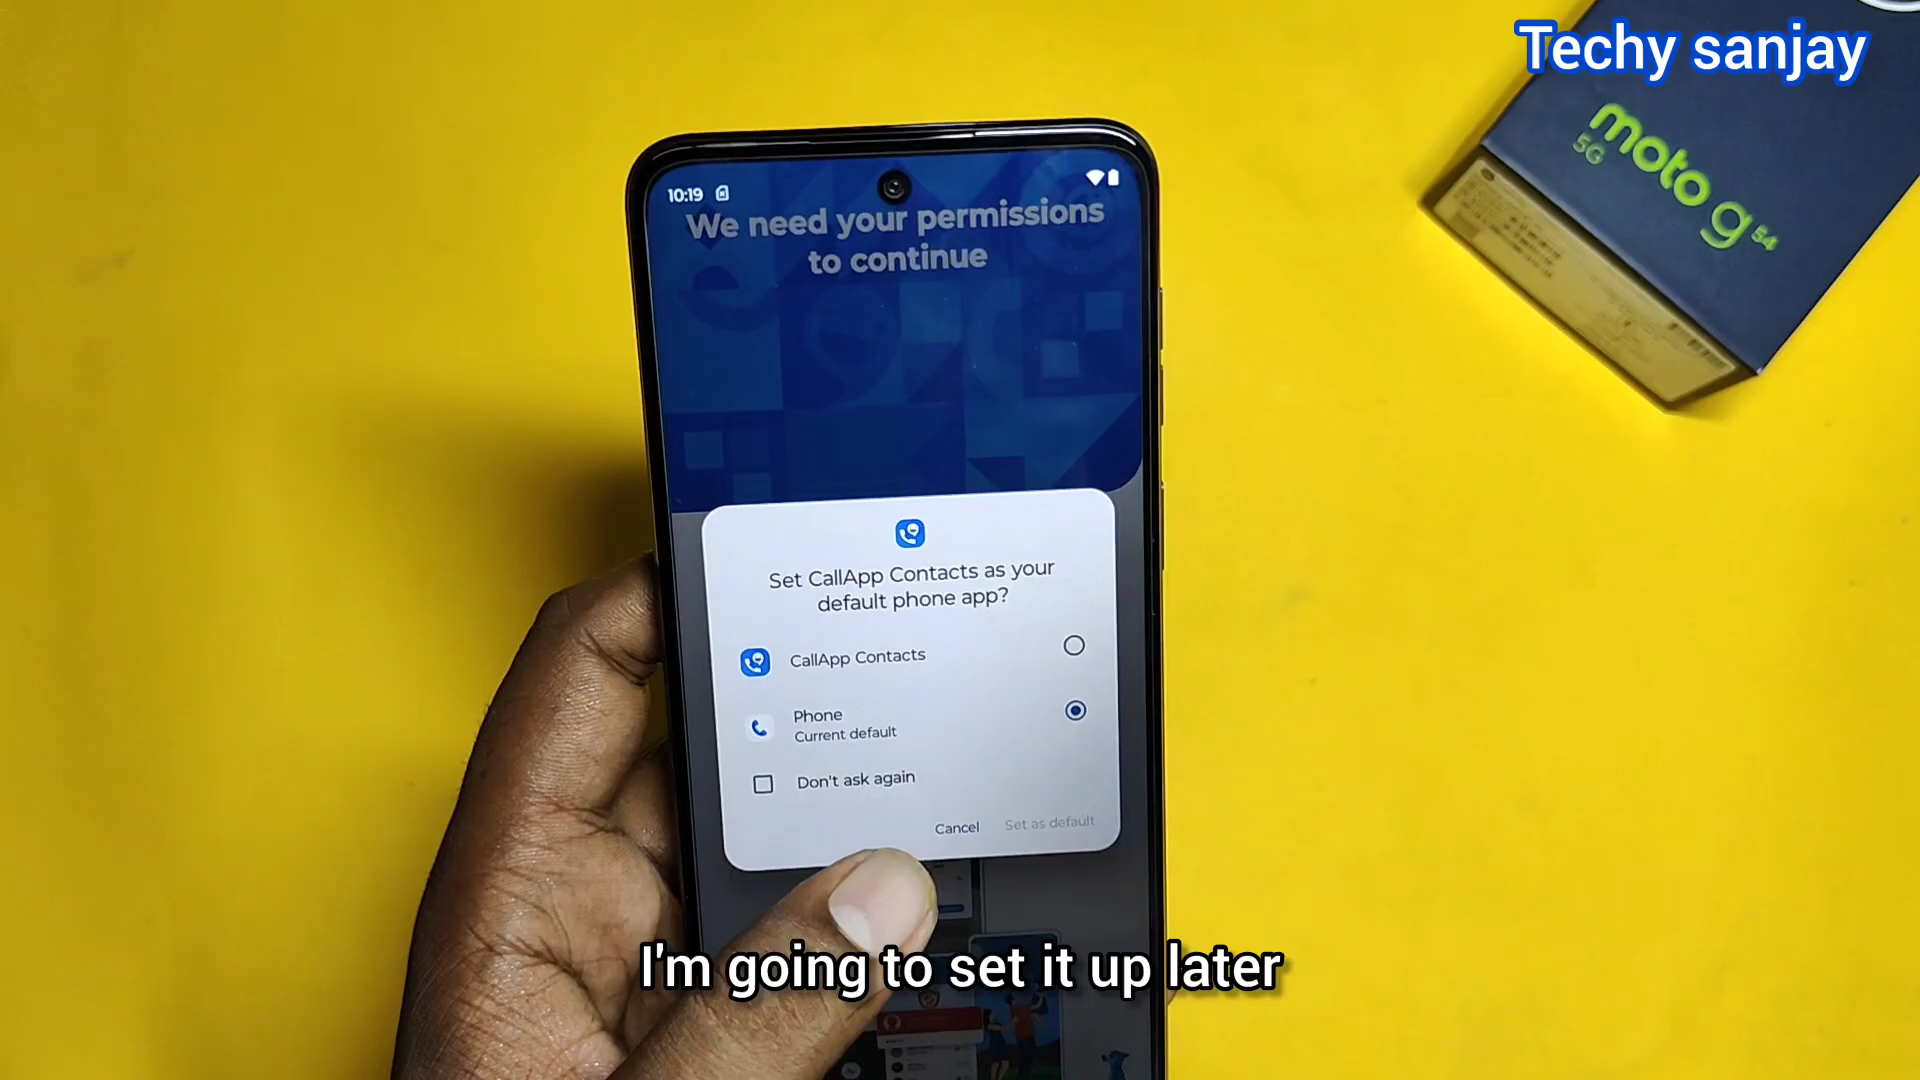 Techy sanjay
moto g54
5G
10:19
We need your permissions
to continue
Set CallApp Contacts as your
default phone app?
CallApp Contacts
Phone
Current default
Don't ask again
Cancel
Set as default
I'm going to set it up later